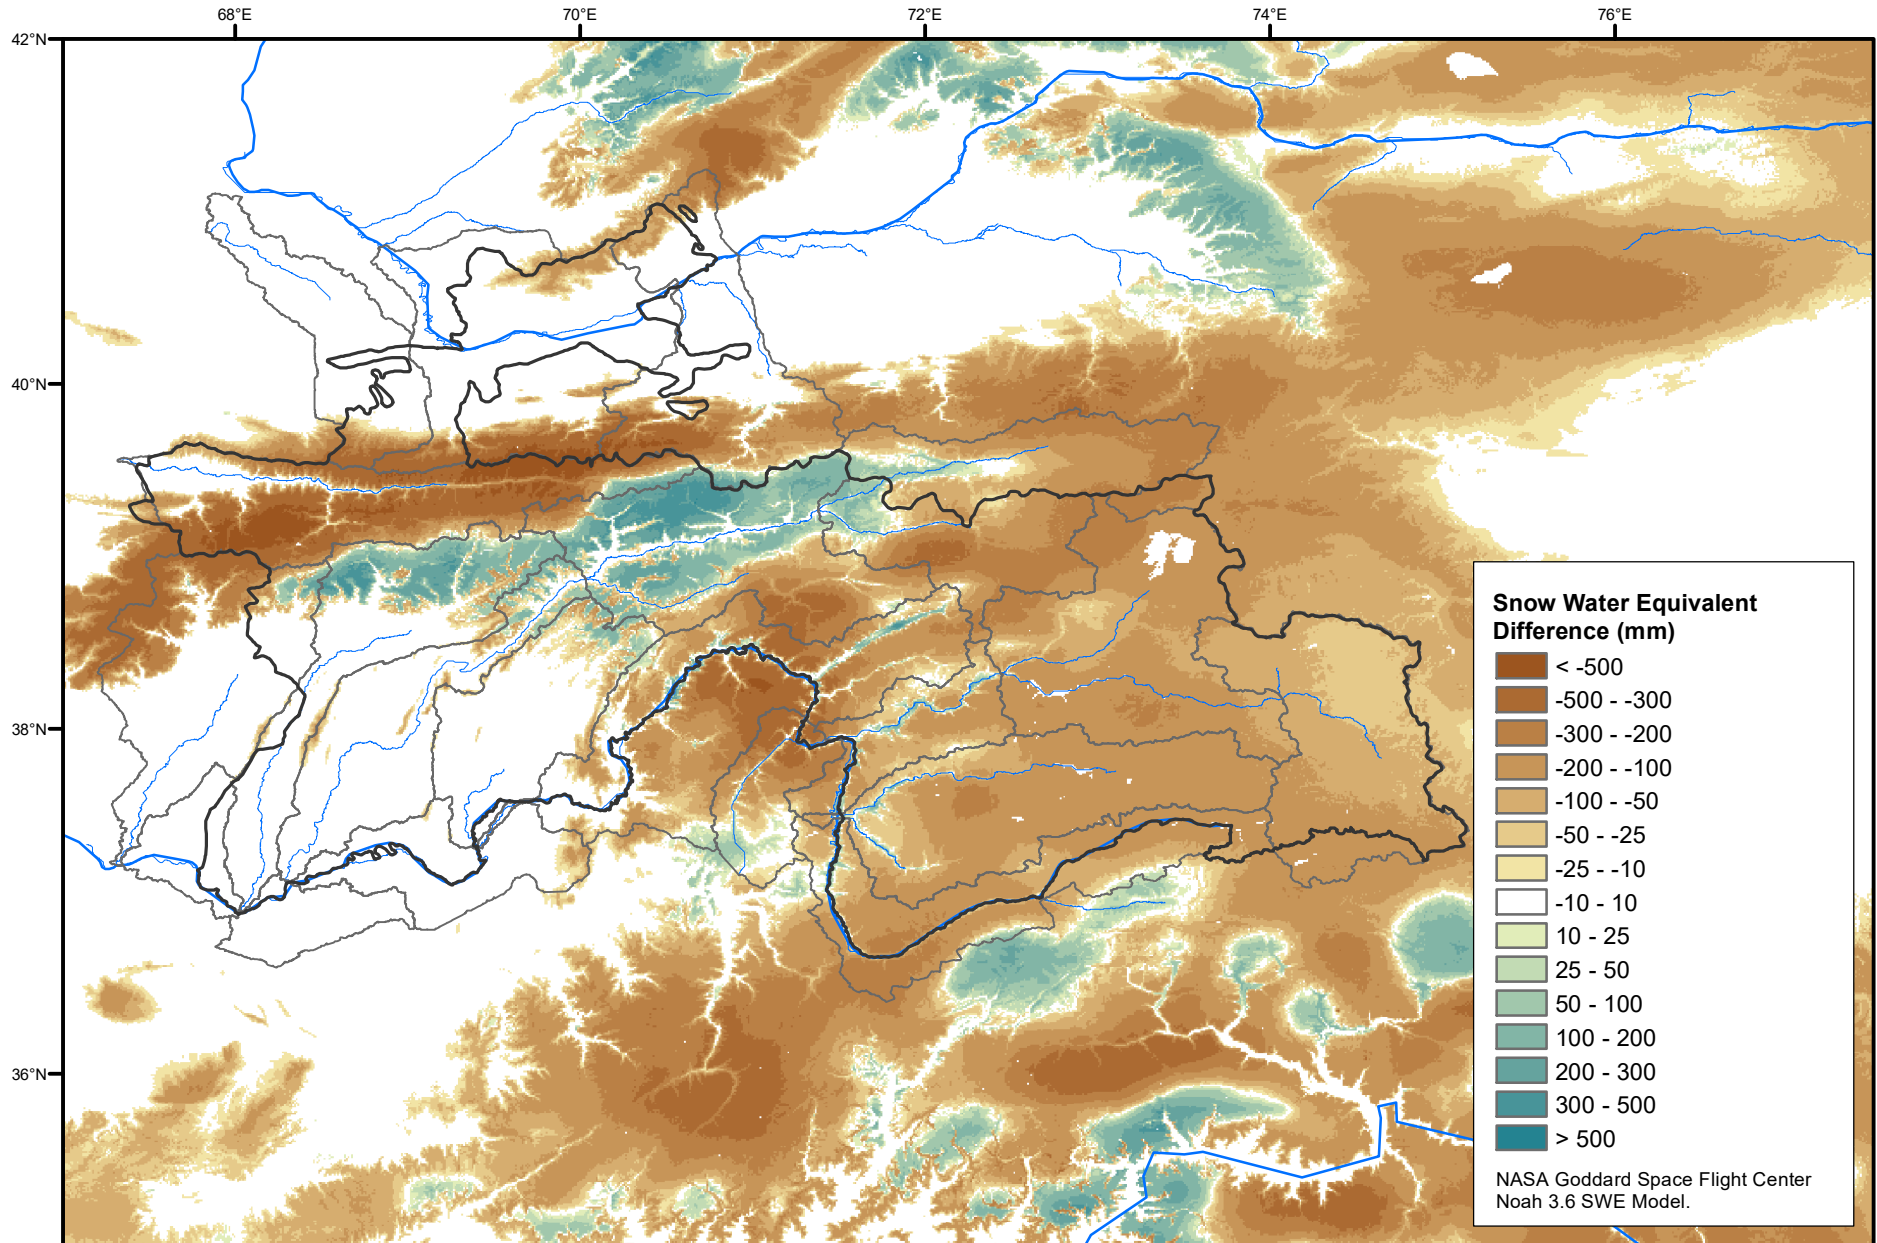 68°E 70°E 72°E 74°E 76°E
42°N
40°N
38°N
36°N
Snow Water Equivalent
Difference (mm)
< -500
-500 - -300
-300 - -200
-200 - -100
-100 - -50
-50 - -25
-25 - -10
-10 - 10
10 - 25
25 - 50
50 - 100
100 - 200
200 - 300
300 - 500
> 500
NASA Goddard Space Flight Center
Noah 3.6 SWE Model.